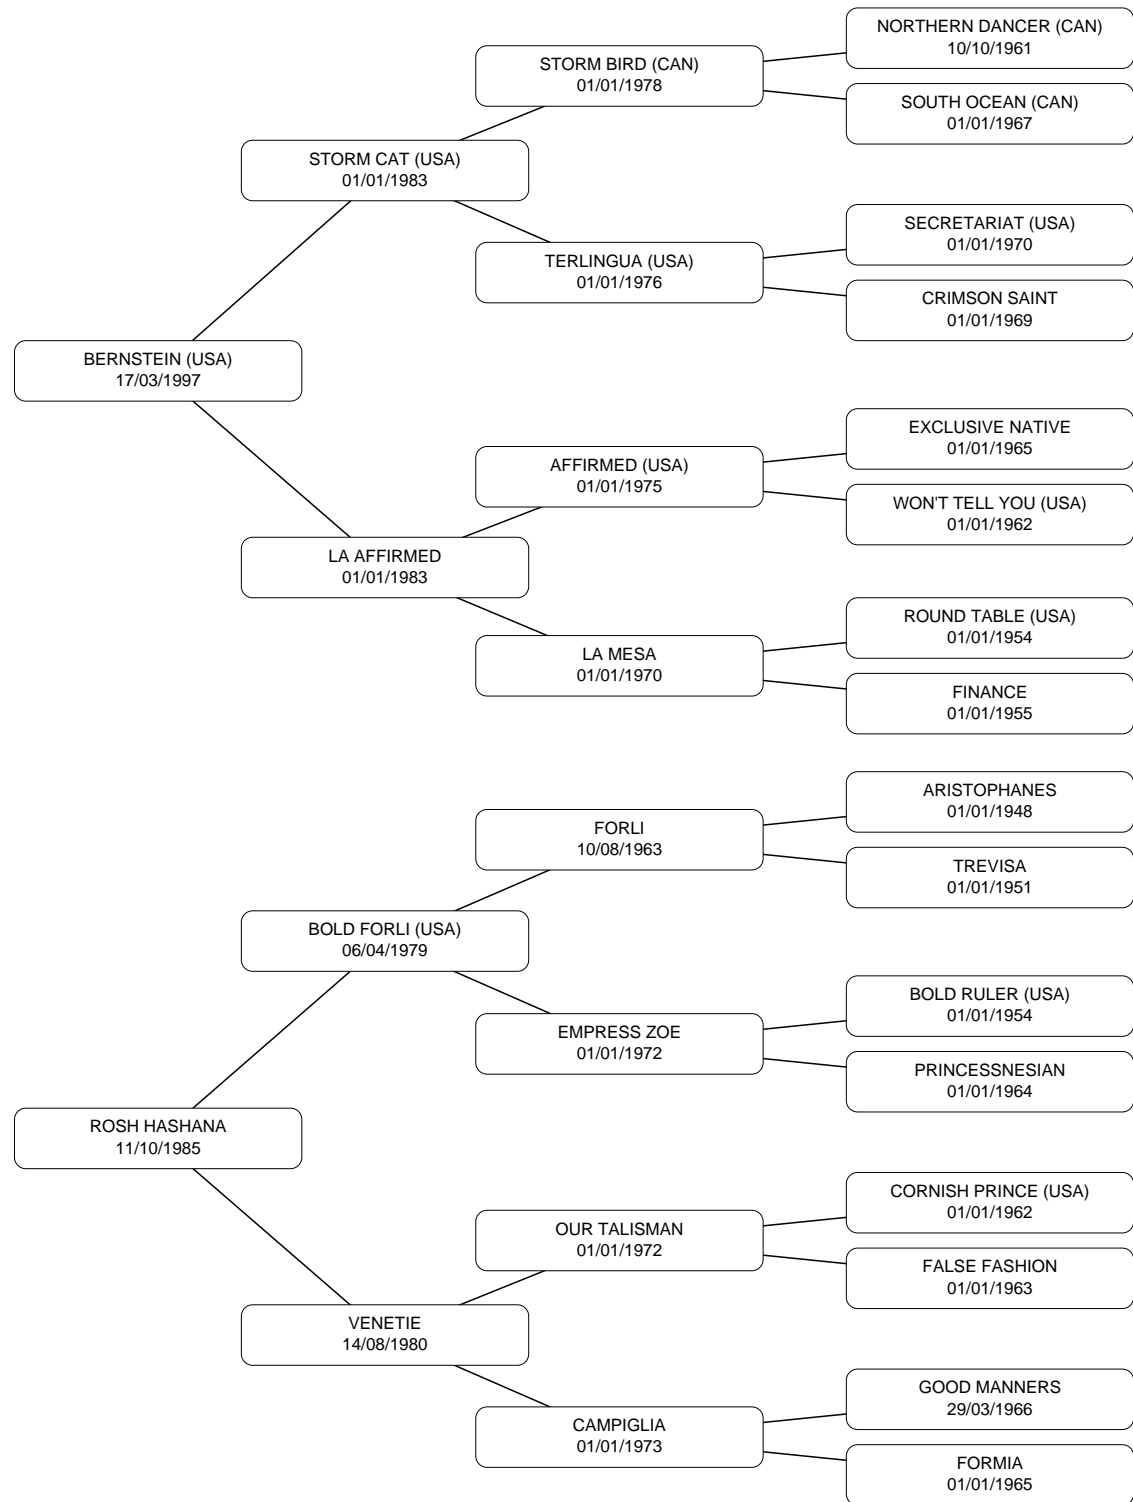 NORTHERN DANCER (CAN)
10/10/1961
STORM BIRD (CAN)
01/01/1978
SOUTH OCEAN (CAN)
01/01/1967
STORM CAT (USA)
01/01/1983
SECRETARIAT (USA)
01/01/1970
TERLINGUA (USA)
01/01/1976
CRIMSON SAINT
01/01/1969
BERNSTEIN (USA)
17/03/1997
EXCLUSIVE NATIVE
01/01/1965
AFFIRMED (USA)
01/01/1975
WON'T TELL YOU (USA)
01/01/1962
LA AFFIRMED
01/01/1983
ROUND TABLE (USA)
01/01/1954
LA MESA
01/01/1970
FINANCE
01/01/1955
ARISTOPHANES
01/01/1948
FORLI
10/08/1963
TREVISA
01/01/1951
BOLD FORLI (USA)
06/04/1979
BOLD RULER (USA)
01/01/1954
EMPRESS ZOE
01/01/1972
PRINCESSNESIAN
01/01/1964
ROSH HASHANA
11/10/1985
CORNISH PRINCE (USA)
01/01/1962
OUR TALISMAN
01/01/1972
FALSE FASHION
01/01/1963
VENETIE
14/08/1980
GOOD MANNERS
29/03/1966
CAMPIGLIA
01/01/1973
FORMIA
01/01/1965